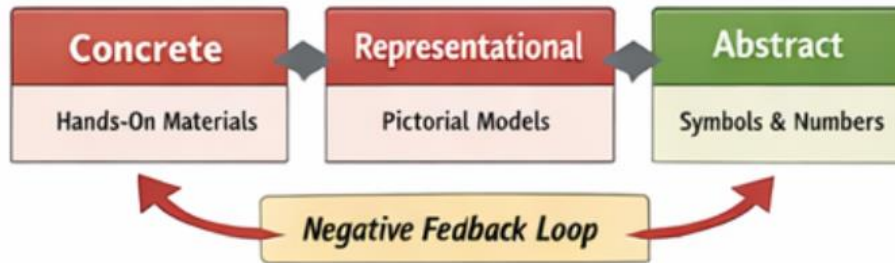 Concrete
Hands-On Materials
Representational
Pictorial Models
Abstract
Symbols & Numbers
Negative Fedback Loop